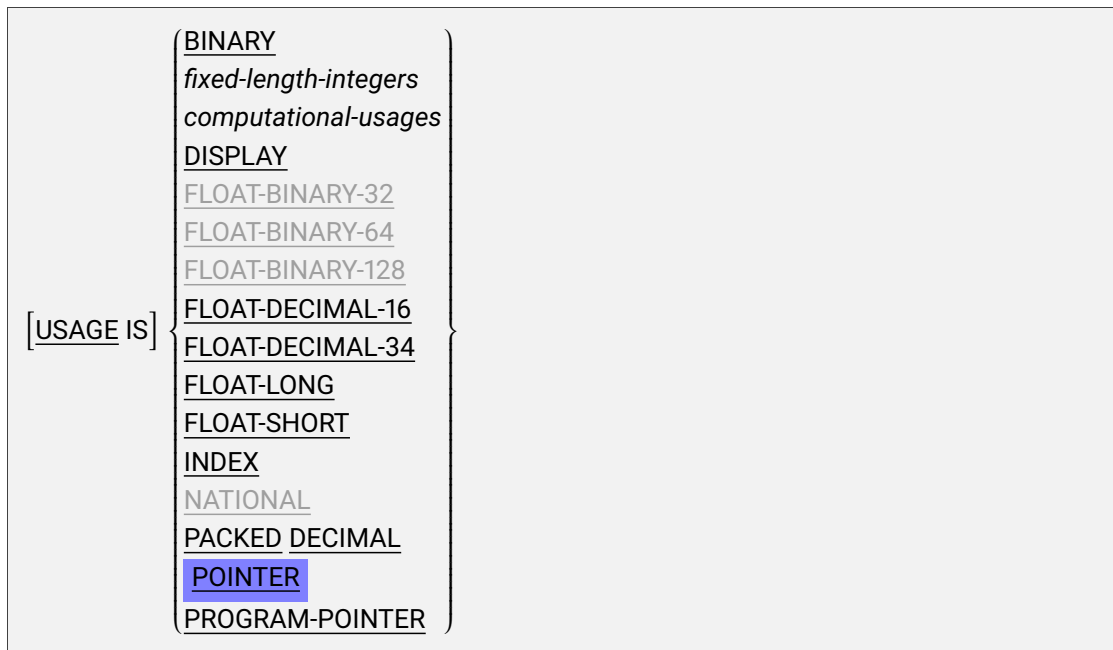 BINARY
fixed-length-integers
computational-usages
DISPLAY
FLOAT-BINARY-32
FLOAT-BINARY-64
FLOAT-BINARY-128
FLOAT-DECIMAL-16
[USAGE IS]
FLOAT-DECIMAL-34
FLOAT-LONG
FLOAT-SHORT
INDEX
NATIONAL
PACKED DECIMAL
POINTER
PROGRAM-POINTER